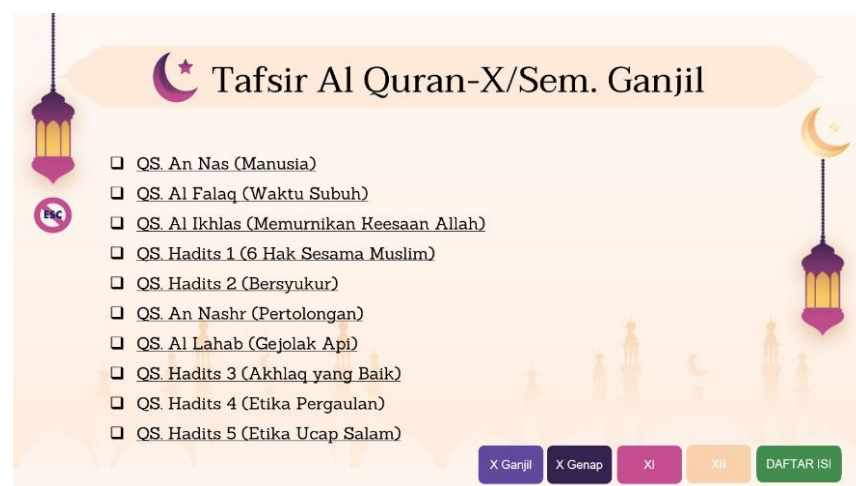 Tafsir Al Quran-X/Sem. Ganjil
QS. An Nas (Manusia)
QS. Al Falaq (Waktu Subuh)
ESC
QS. Al Ikhlas (Memurnikan Keesaan Allah)
QS. Hadits 1 (6 Hak Sesama Muslim)
QS. Hadits 2 (Bersyukur)
QS. An Nashr (Pertolongan)
QS. Al Lahab (Gejolak Api)
QS. Hadits 3 (Akhlaq yang Baik)
QS. Hadits 4 (Etika Pergaulan)
QS. Hadits 5 (Etika Ucap Salam)
X Ganjil X Genap XI XII DAFTAR ISI